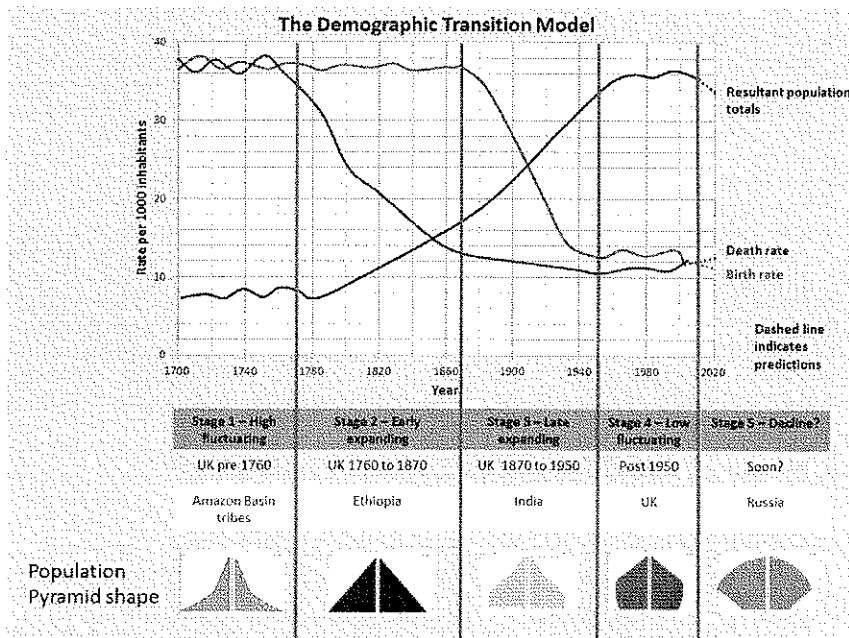 The Demographic Transition Model
40
30
20
10
0
Rate per 1000 inhabitants
1700
1740
1780
1820
1860
1900
1940
1980
2020
Year
Resultant population
totals
Death rate
Birth rate
Dashed line
indicates
predictions
Stage 1 – High
fluctuating
Stage 2 – Early
expanding
Stage 3 – Late
expanding
Stage 4 – Low
fluctuating
Stage 5 – Decline?
UK pre 1760
UK 1760 to 1870
UK 1870 to 1950
Post 1950
Soon?
Amazon Basin
tribes
Ethiopia
India
UK
Russia
Population
Pyramid shape